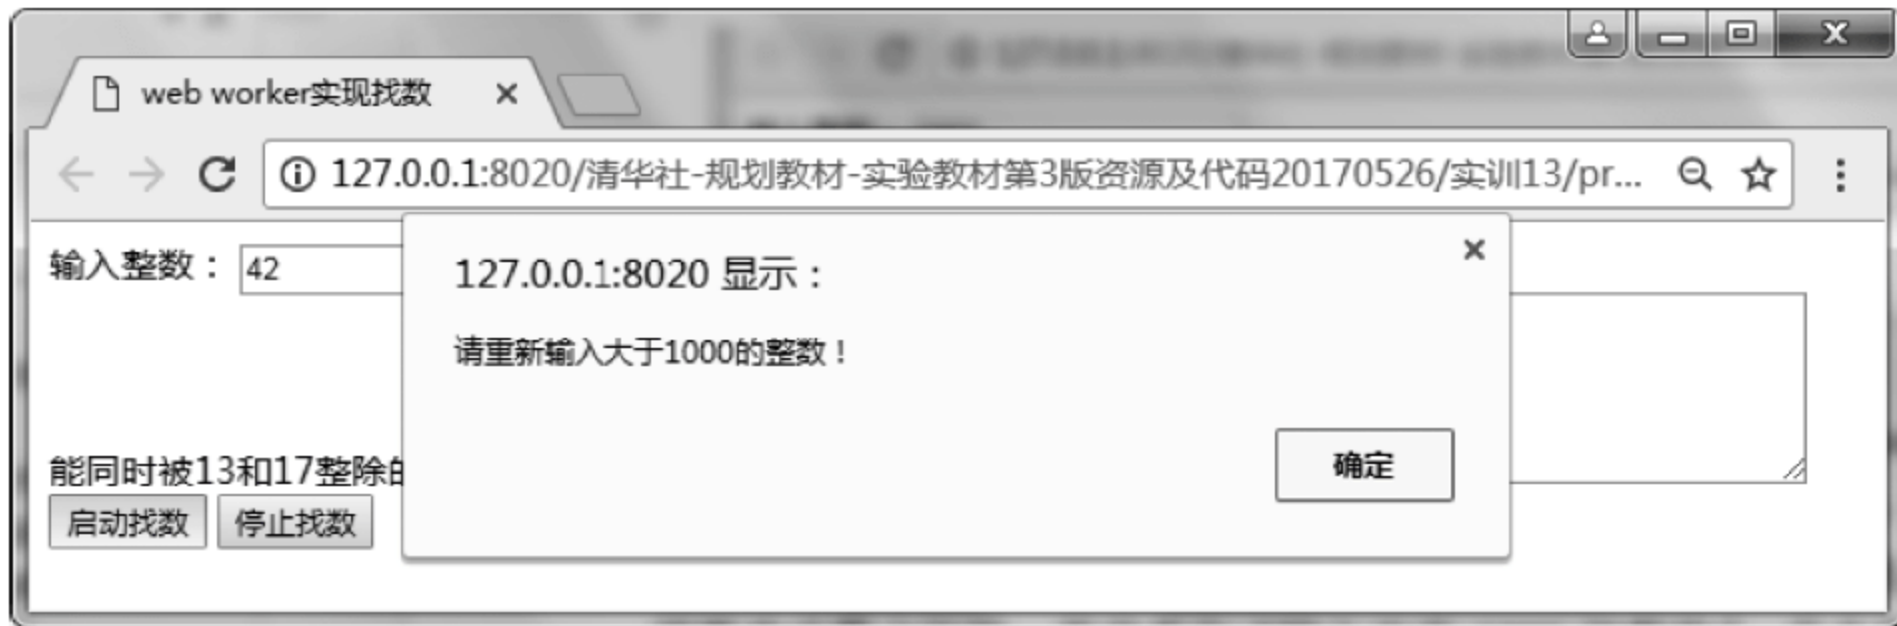 web worker实现找数
127.0.0.1:8020/清华社-规划教材-实验教材第3版资源及代码20170526/实训13/pr...
输入整数： 42
127.0.0.1:8020 显示：
请重新输入大于1000的整数！
确定
能同时被13和17整除的
启动找数 停止找数